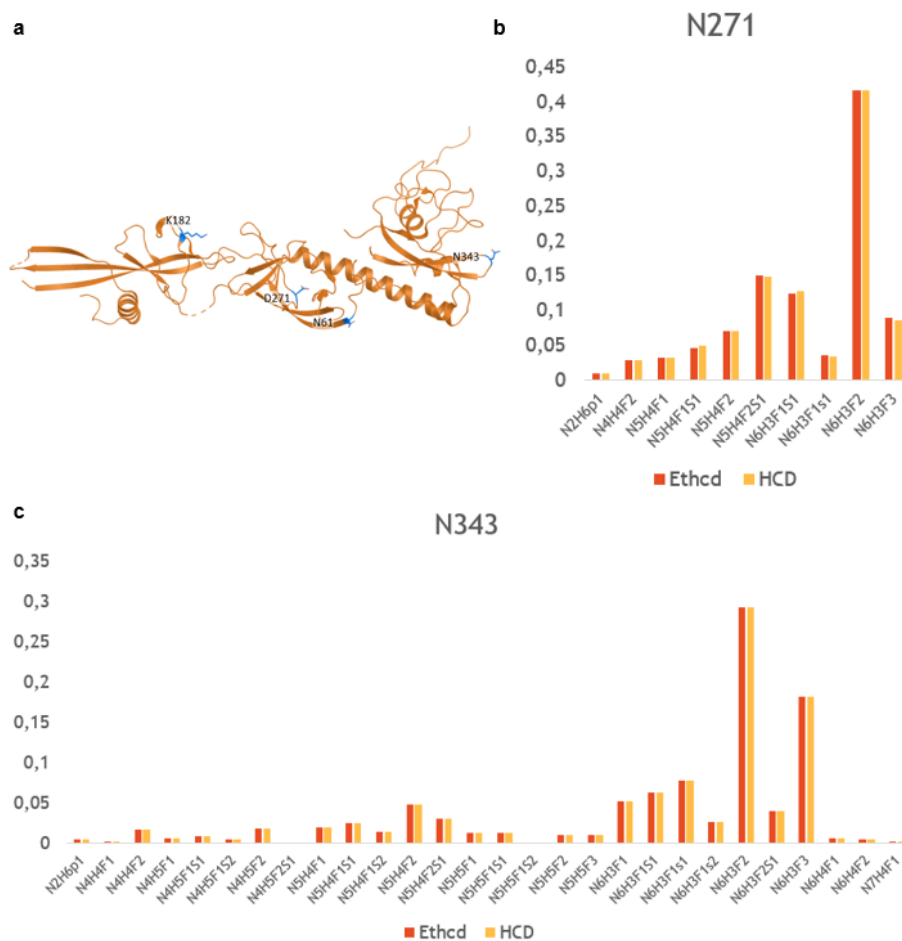 a
K182
N343
D271
N61
b
N271
0,45
0,4
0,35
0,3
0,25
0,2
0,15
0,1
0,05
0
N2H6p1
N4H4F2
N5H4F1
N5H4F1S1
N5H4F2
N5H4F2S1
N6H3F1S1
N6H3F1s1
N6H3F2
N6H3F3
Ethcd HCD
c
N343
0,35
0,3
0,25
0,2
0,15
0,1
0,05
0
N2H6p1
N4H4F1
N4H4F2
N4H5F1
N4H5F1S1
N4H5F1S2
N4H5F2
N4H5F2S1
N5H4F1
N5H4F1S1
N5H4F1S2
N5H4F2
N5H4F2S1
N5H5F1
N5H5F1S1
N5H5F1S2
N5H5F2
N5H5F3
N6H3F1
N6H3F1S1
N6H3F1s1
N6H3F1s2
N6H3F2
N6H3F2S1
N6H3F3
N6H4F1
N6H4F2
N7H4F1
Ethcd HCD